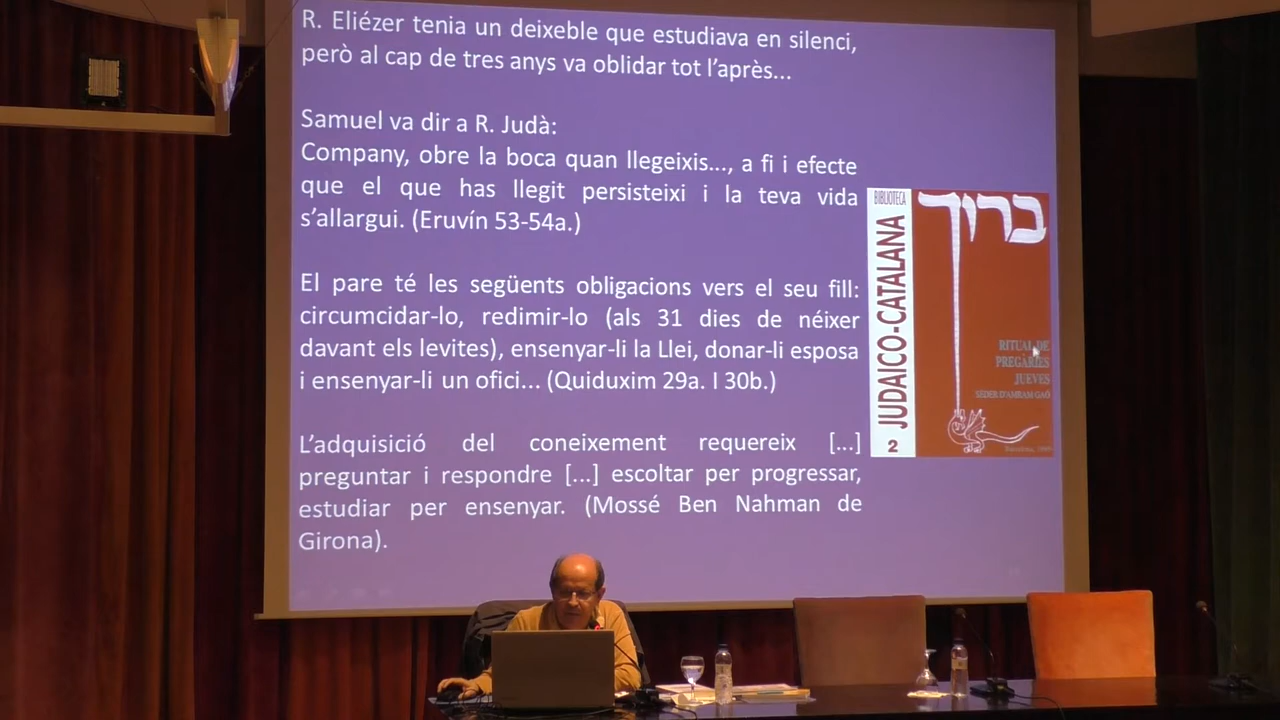 R. Eliézer tenia un deixeble que estudiava en silenci,
però al cap de tres anys va oblidar tot l'après...
Samuel va dir a R. Judà:
Company, obre la boca quan llegeixis..., a fi i efecte
que el que has llegit persisteixi i la teva vida
s'allargui. (Eruvín 53-54a.)
El pare té les següents obligacions vers el seu fill:
circumcidar-lo, redimir-lo (als 31 dies de néixer
davant els levites), ensenyar-li la Llei, donar-li esposa
i ensenyar-li un ofici... (Quiduxim 29a. I 30b.)
L'adquisició del coneixement requereix [...]
preguntar i respondre [...] escoltar per progressar,
estudiar per ensenyar. (Mossé Ben Nahman de
Girona).
BIBLIOTECA
JUDAICO-CATALANA
2
ברוך
RITUAL DE
PREGÀRIES
JUEVES
SEDER D'AMRAM GAÓ